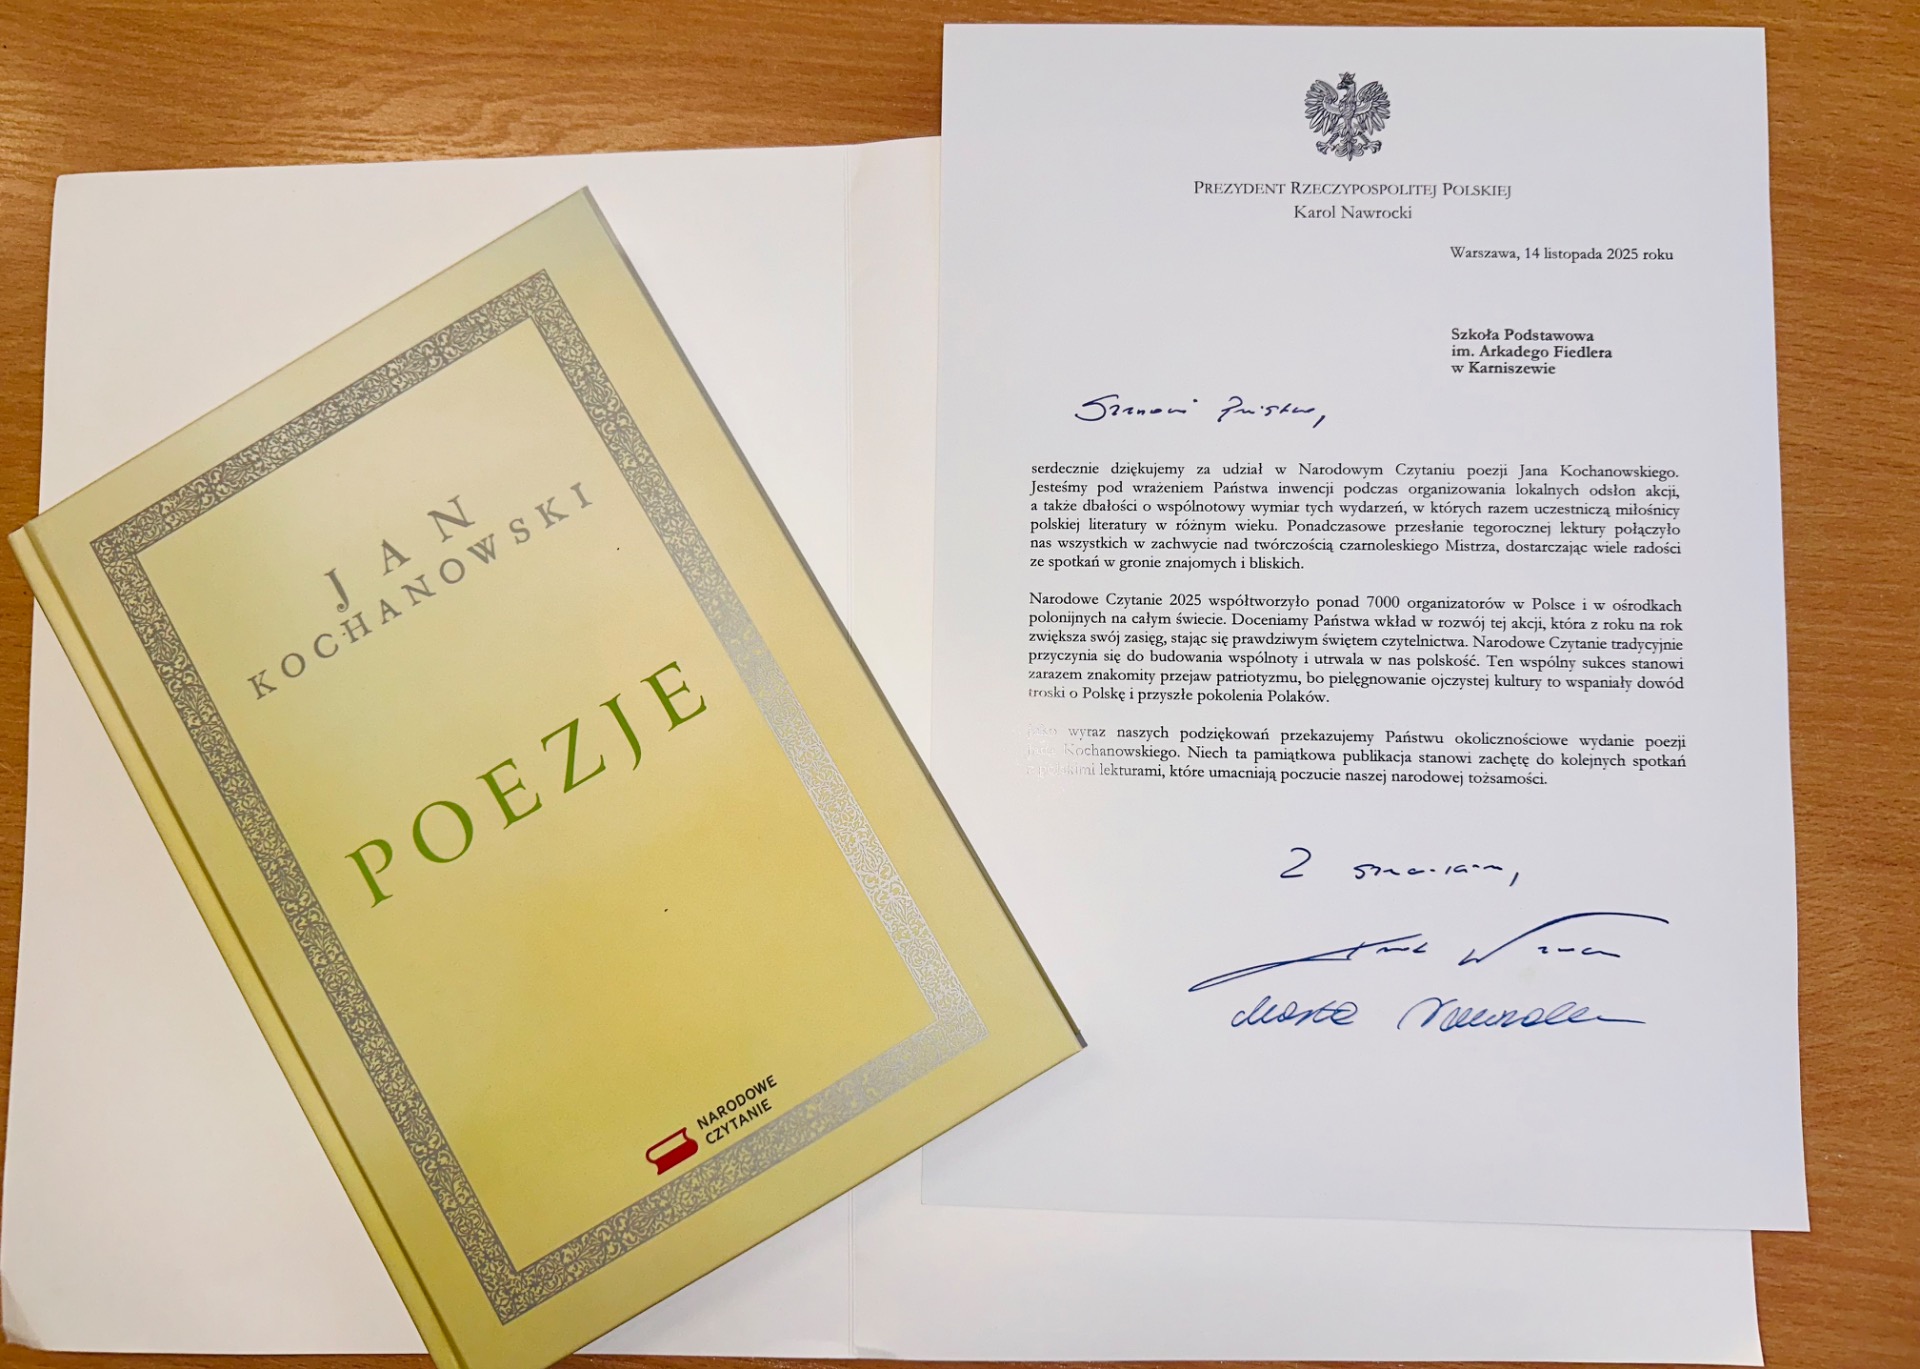 JAN
KOCHANOWSKI
POEZJE
NARODOWE
CZYTANIE
PREZYDENT RZECZYPOSPOLITEJ POLSKIEJ
Karol Nawrocki
Warszawa, 14 listopada 2025 roku
Szkoła Podstawowa
im. Arkadego Fiedlera
w Karniszewie
Szanowni Państwo,
serdecznie dziękujemy za udział w Narodowym Czytaniu poezji Jana Kochanowskiego.
Jesteśmy pod wrażeniem Państwa inwencji podczas organizowania lokalnych odsłon akcji,
a także dbałości o wspólnotowy wymiar tych wydarzeń, w których razem uczestniczą miłośnicy
polskiej literatury w różnym wieku. Ponadczasowe przesłanie tegorocznej lektury połączyło
nas wszystkich w zachwycie nad twórczością czarnoleskiego Mistrza, dostarczając wiele radości
ze spotkań w gronie znajomych i bliskich.
Narodowe Czytanie 2025 współtworzyło ponad 7000 organizatorów w Polsce i w ośrodkach
polonijnych na całym świecie. Doceniamy Państwa wkład w rozwój tej akcji, która z roku na rok
zwiększa swój zasięg, stając się prawdziwym świętem czytelnictwa. Narodowe Czytanie tradycyjnie
przyczynia się do budowania wspólnoty i utrwala w nas polskość. Ten wspólny sukces stanowi
zarazem znakomity przejaw patriotyzmu, bo pielęgnowanie ojczystej kultury to wspaniały dowód
troski o Polskę i przyszłe pokolenia Polaków.
Jako wyraz naszych podziękowań przekazujemy Państwu okolicznościowe wydanie poezji
Jana Kochanowskiego. Niech ta pamiątkowa publikacja stanowi zachętę do kolejnych spotkań
z polskimi lekturami, które umacniają poczucie naszej narodowej tożsamości.
Z szacunkiem,
Marta Nawrocka